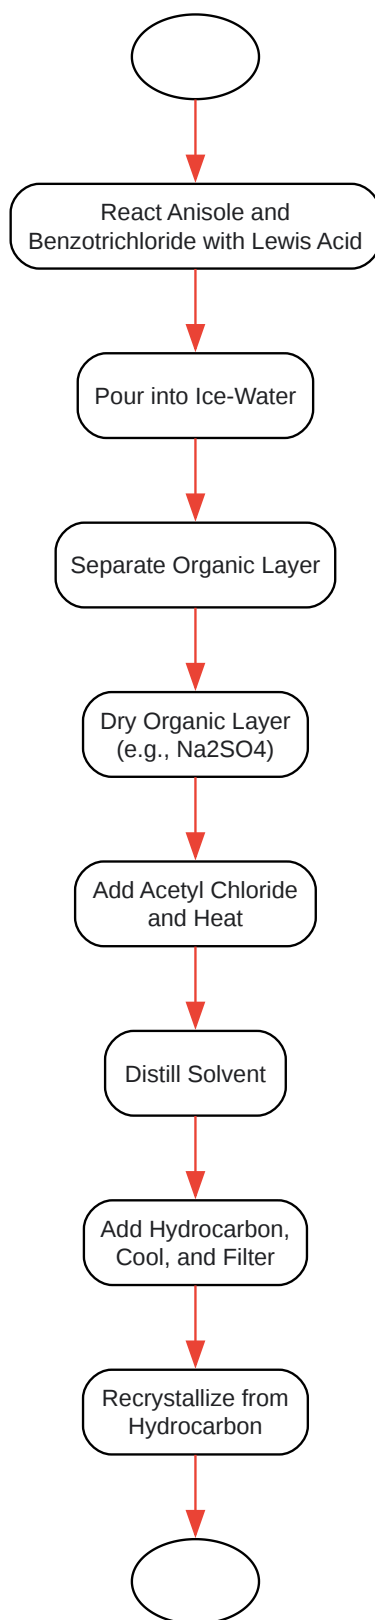 React Anisole and
Benzotrichloride with Lewis Acid
Pour into Ice-Water
Separate Organic Layer
Dry Organic Layer
(e.g., Na2SO4)
Add Acetyl Chloride
and Heat
Distill Solvent
Add Hydrocarbon,
Cool, and Filter
Recrystallize from
Hydrocarbon